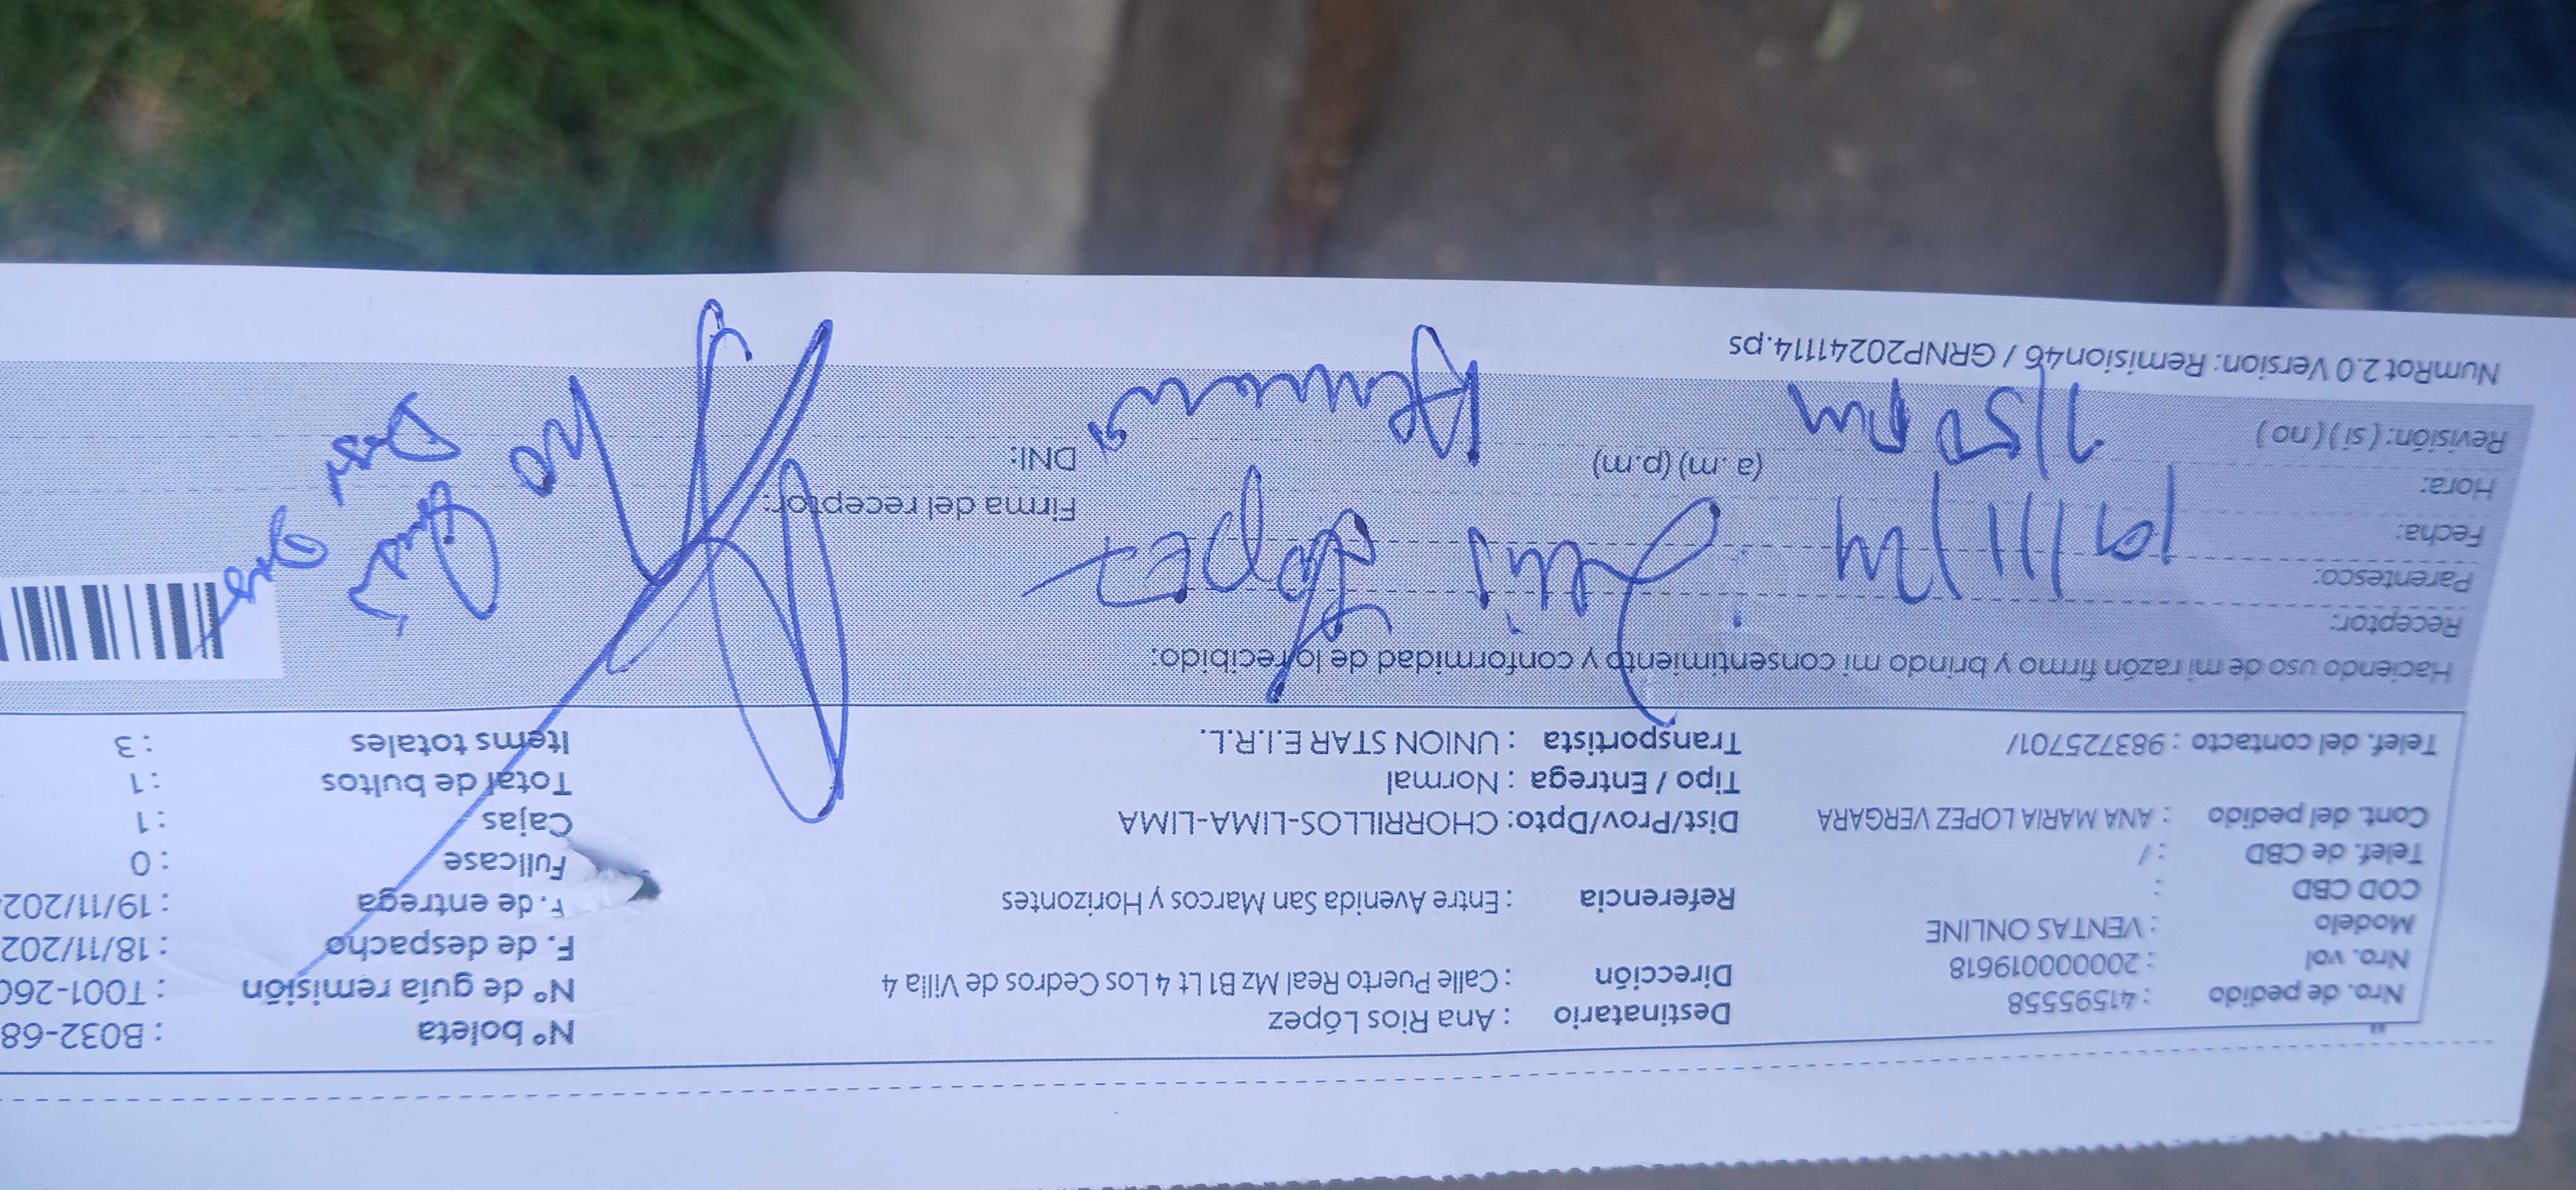 Nro. de pedido : 41595558
Nro. vol : 2000019618
Modelo : VENTAS ONLINE
COD CBD :
Telef. de CBD : /
Cont. del pedido : ANA MARIA LOPEZ VERGARA
Telef. del contacto : 983725701/
Destinatario : Ana Rios López
Dirección : Calle Puerto Real Mz B1 Lt 4 Los Cedros de Villa 4
Referencia : Entre Avenida San Marcos y Horizontes
Dist/Prov/Dpto: CHORRILLOS-LIMA-LIMA
Tipo / Entrega : Normal
Transportista : UNION STAR E.I.R.L.
N° boleta : B032-68
N° de guía remisión : T001-260
F. de despacho : 18/11/202
F. de entrega : 19/11/202
Fullcase : 0
Cajas : 1
Total de bultos : 1
Items totales : 3
Haciendo uso de mi razón firmo y brindo mi consentimiento y conformidad de lo recibido:
Receptor:
Parentesco:
Fecha:
Hora: (a. m) (p.m)
Revisión: ( si ) ( no )
19/11/24
Luis Lopez
1/50 pm
Firma del receptor:
DNI:
No
NumRot 2.0 Version: Remision46 / GRNP20241114.ps